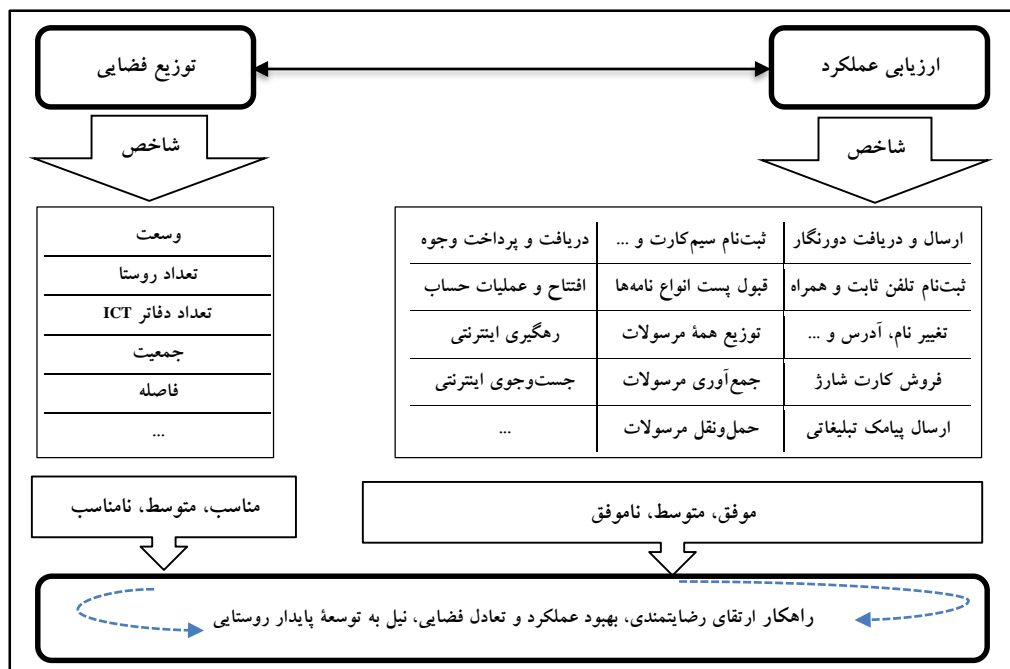 ارزیابی عملکرد
توزیع فضایی
شاخص
شاخص
ارسال و دریافت دورنگار
ثبت‌نام سیم‌کارت و ...
دریافت و پرداخت وجوه
ثبت‌نام تلفن ثابت و همراه
قبول پست انواع نامه‌ها
افتتاح و عملیات حساب
تغییر نام، آدرس و ...
توزیع همهٔ مرسولات
رهگیری اینترنتی
فروش کارت شارژ
جمع‌آوری مرسولات
جست‌وجوی اینترنتی
ارسال پیامک تبلیغاتی
حمل‌ونقل مرسولات
...
وسعت
تعداد روستا
تعداد دفاتر ICT
جمعیت
فاصله
...
موفق، متوسط، ناموفق
مناسب، متوسط، نامناسب
راهکار ارتقای رضایتمندی، بهبود عملکرد و تعادل فضایی، نیل به توسعهٔ پایدار روستایی